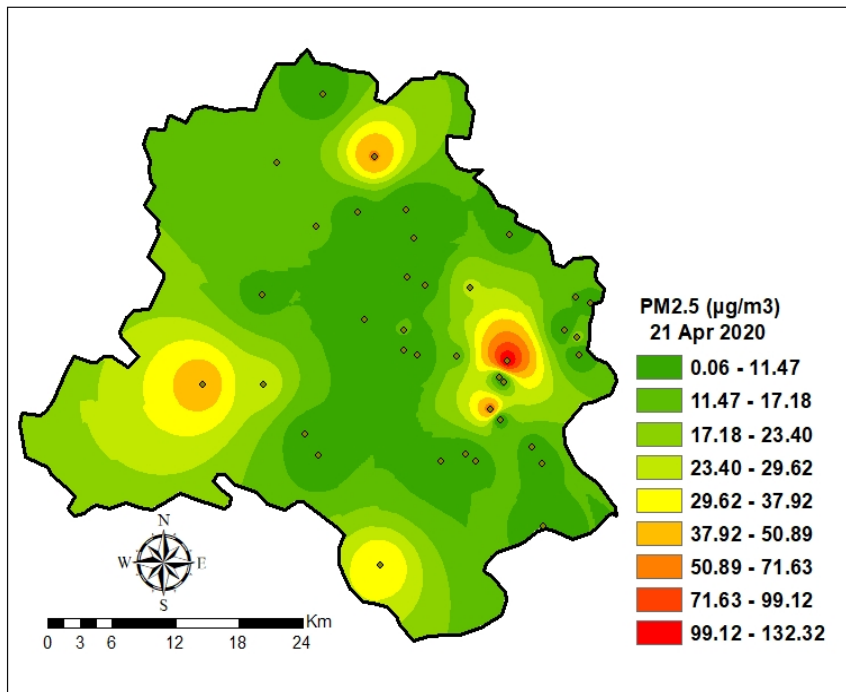 PM2.5 (µg/m3)
21 Apr 2020
0.06 - 11.47
11.47 - 17.18
17.18 - 23.40
23.40 - 29.62
29.62 - 37.92
37.92 - 50.89
50.89 - 71.63
71.63 - 99.12
99.12 - 132.32
N
W E
S
Km
0 3 6 12 18 24